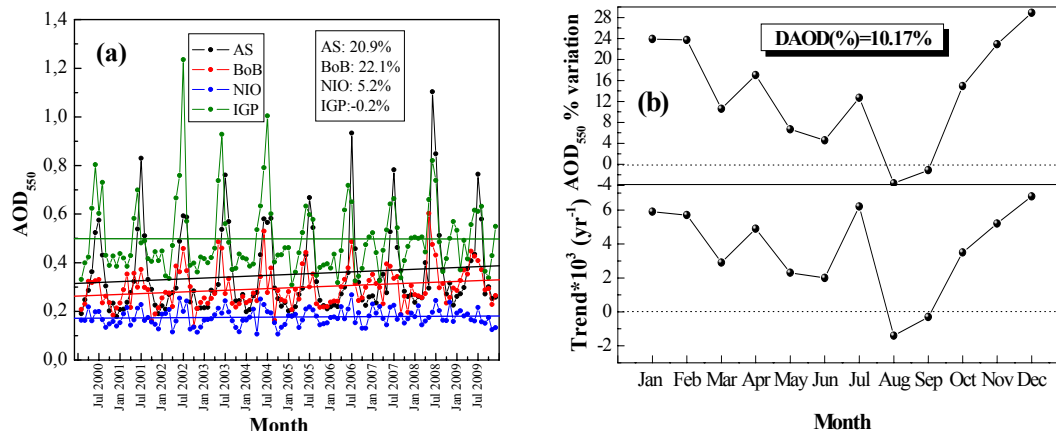 (a)
AS
BoB
NIO
IGP
AS: 20.9%
BoB: 22.1%
NIO: 5.2%
IGP:-0.2%
1,4
1,2
1,0
0,8
0,6
0,4
0,2
0,0
AOD550
Jul 2000
Jan 2001
Jul 2001
Jan 2002
Jul 2002
Jan 2003
Jul 2003
Jan 2004
Jul 2004
Jan 2005
Jul 2005
Jan 2006
Jul 2006
Jan 2007
Jul 2007
Jan 2008
Jul 2008
Jan 2009
Jul 2009
Month
(b)
DAOD(%)=10.17%
28
24
20
16
12
8
4
0
-4
AOD550 % variation
6
4
2
0
-2
Trend*10³ (yr⁻¹)
Jan Feb Mar Apr May Jun Jul Aug Sep Oct Nov Dec
Month